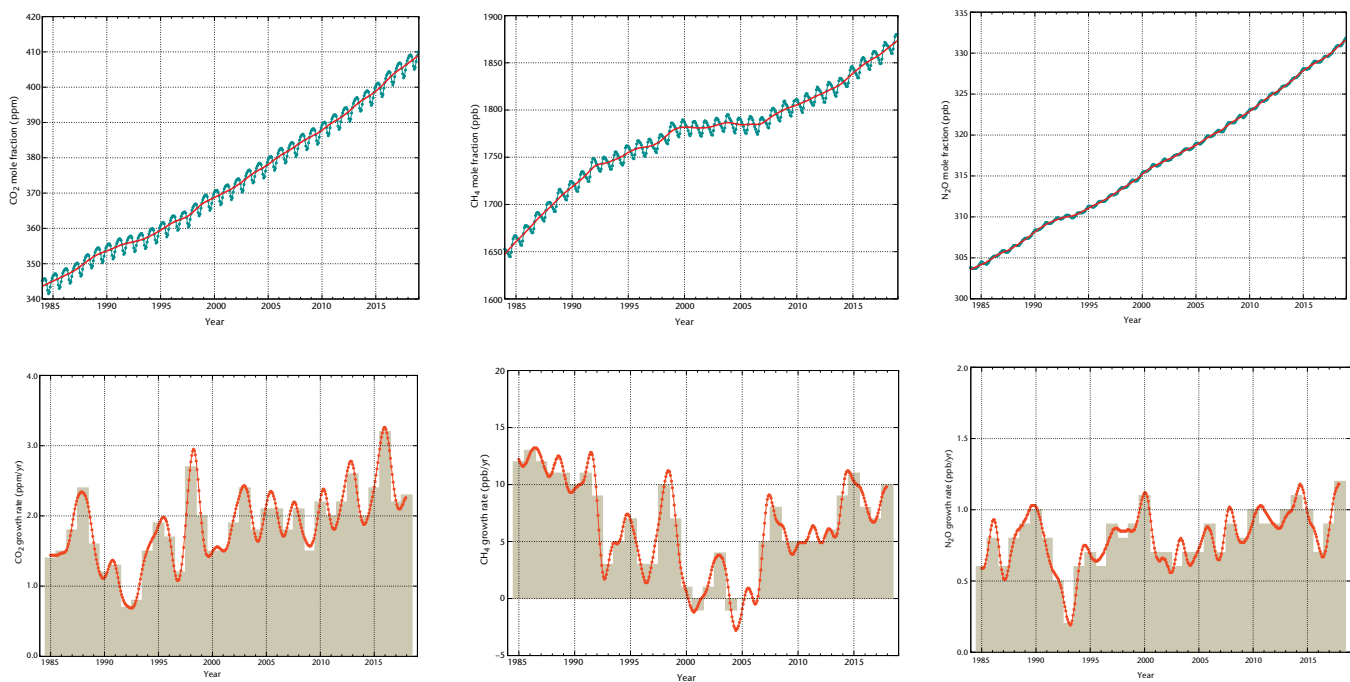 420
410
400
390
380
370
360
350
340
CO₂ mole fraction (ppm)
1985 1990 1995 2000 2005 2010 2015
Year
1900
1850
1800
1750
1700
1650
1600
CH₄ mole fraction (ppb)
1985 1990 1995 2000 2005 2010 2015
Year
335
330
325
320
315
310
305
300
N₂O mole fraction (ppb)
1985 1990 1995 2000 2005 2010 2015
Year
4.0
3.0
2.0
1.0
0.0
CO₂ growth rate (ppm/yr)
1985 1990 1995 2000 2005 2010 2015
Year
20
15
10
5
0
−5
CH₄ growth rate (ppb/yr)
1985 1990 1995 2000 2005 2010 2015
Year
2.0
1.5
1.0
0.5
0.0
N₂O growth rate (ppb/yr)
1985 1990 1995 2000 2005 2010 2015
Year